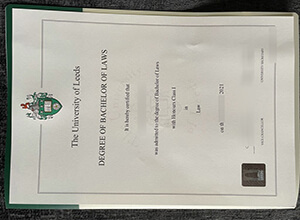 The University of Leeds
DEGREE OF BACHELOR OF LAWS
It is hereby certified that
was admitted to the degree of Bachelor of Laws
with Honours Class I
in
Law
on
2021